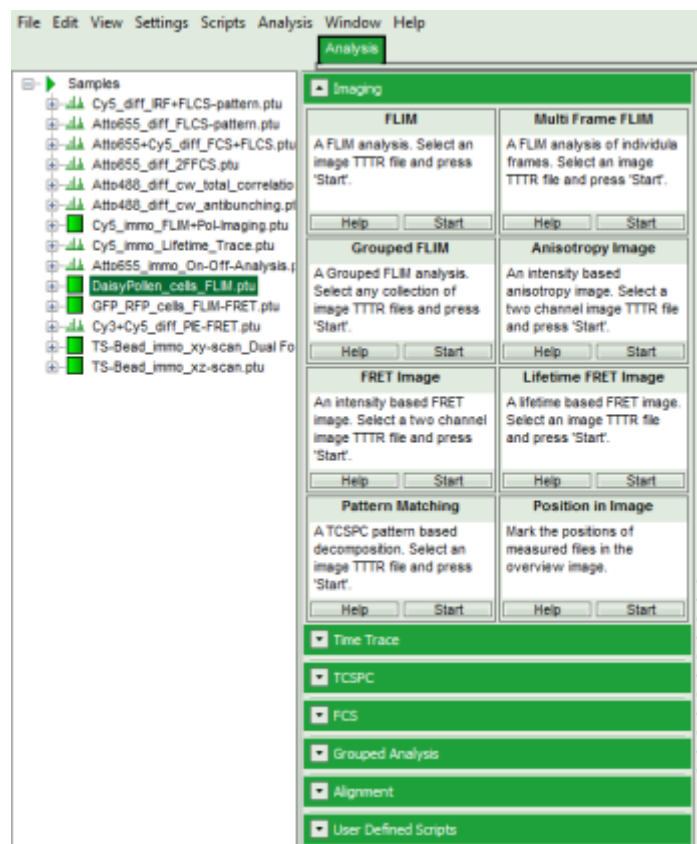 File Edit View Settings Scripts Analysis Window Help
Analysis
Samples
Cy5_diff_IRF+FLCS-pattern.ptu
Atto655_diff_FLCS-pattern.ptu
Atto655+Cy5_diff_FCS+FLCS.ptu
Atto655_diff_2FFCS.ptu
Atto488_diff_cw_total_correlatio
Atto488_diff_cw_antibunching.pt
Cy5_immo_FLIM+Pol-Imaging.ptu
Cy5_immo_Lifetime_Trace.ptu
Atto655_immo_On-Off-Analysis.p
DaisyPollen_cells_FLIM.ptu
GFP_RFP_cells_FLIM-FRET.ptu
Cy3+Cy5_diff_PIE-FRET.ptu
TS-Bead_immo_xy-scan_Dual Fo
TS-Bead_immo_xz-scan.ptu
Imaging
FLIM
A FLIM analysis. Select an
image TTTR file and press
'Start'.
Help Start
Multi Frame FLIM
A FLIM analysis of individula
frames. Select an image
TTTR file and press 'Start'.
Help Start
Grouped FLIM
A Grouped FLIM analysis.
Select any collection of
image TTTR files and press
'Start'.
Help Start
Anisotropy Image
An intensity based
anisotropy image. Select a
two channel image TTTR file
and press 'Start'.
Help Start
FRET Image
An intensity based FRET
image. Select a two channel
image TTTR file and press
'Start'.
Help Start
Lifetime FRET Image
A lifetime based FRET image.
Select an image TTTR file
and press 'Start'.
Help Start
Pattern Matching
A TCSPC pattern based
decomposition. Select an
image TTTR file and press
'Start'.
Help Start
Position in Image
Mark the positions of
measured files in the
overview image.
Help Start
Time Trace
TCSPC
FCS
Grouped Analysis
Alignment
User Defined Scripts